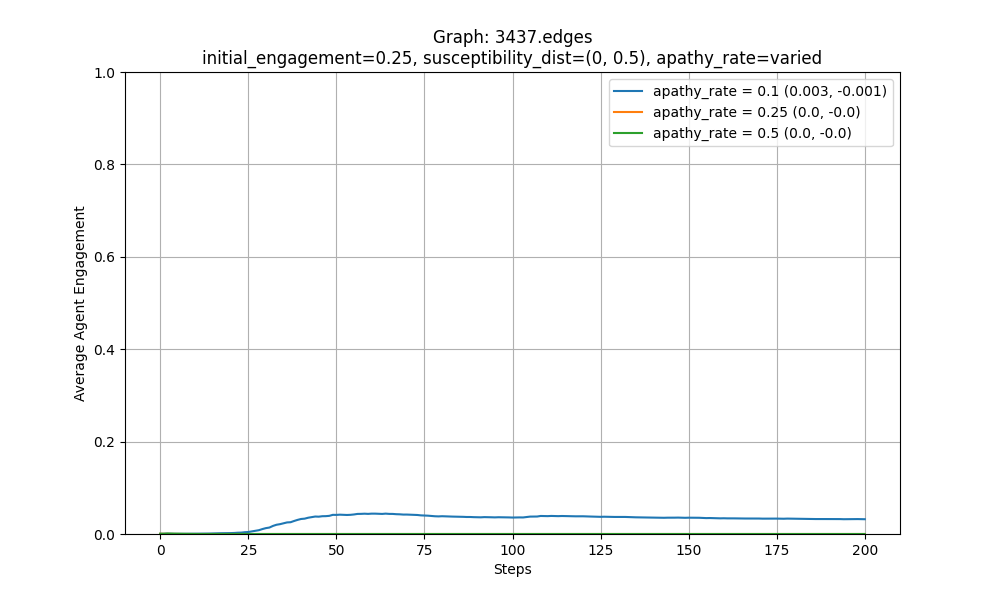 Graph: 3437.edges
initial_engagement=0.25, susceptibility_dist=(0, 0.5), apathy_rate=varied
1.0
0.8
0.6
0.4
0.2
0.0
Average Agent Engagement
apathy_rate = 0.1 (0.003, -0.001)
apathy_rate = 0.25 (0.0, -0.0)
apathy_rate = 0.5 (0.0, -0.0)
0 25 50 75 100 125 150 175 200
Steps